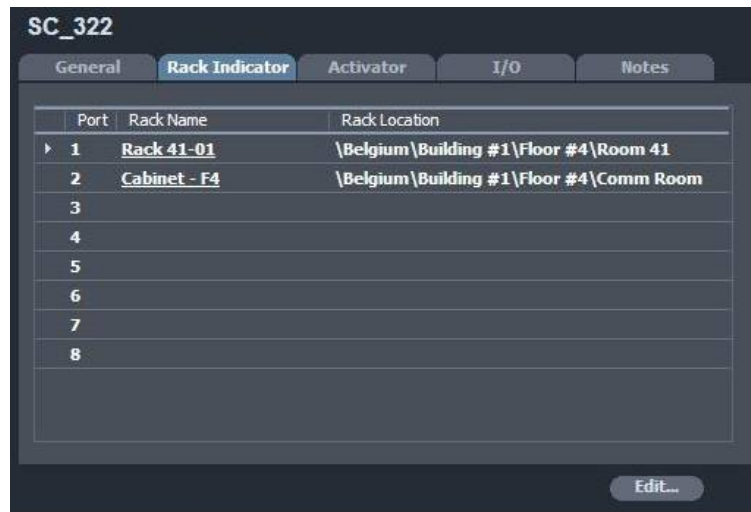 SC_322
General Rack Indicator Activator I/O Notes
Port Rack Name Rack Location
1 Rack 41-01 \Belgium\Building #1\Floor #4\Room 41
2 Cabinet - F4 \Belgium\Building #1\Floor #4\Comm Room
3
4
5
6
7
8
Edit...